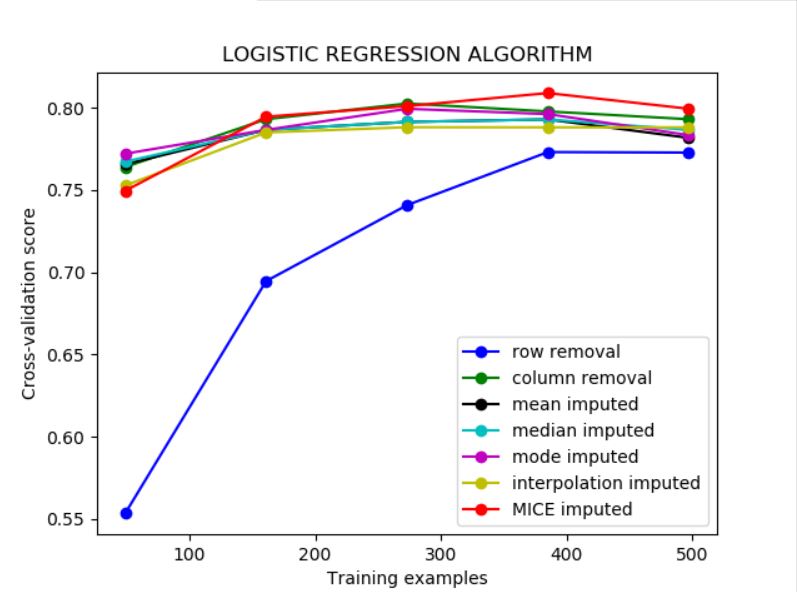 LOGISTIC REGRESSION ALGORITHM
0.80
0.75
0.70
0.65
0.60
0.55
Cross-validation score
row removal
column removal
mean imputed
median imputed
mode imputed
interpolation imputed
MICE imputed
100 200 300 400 500
Training examples